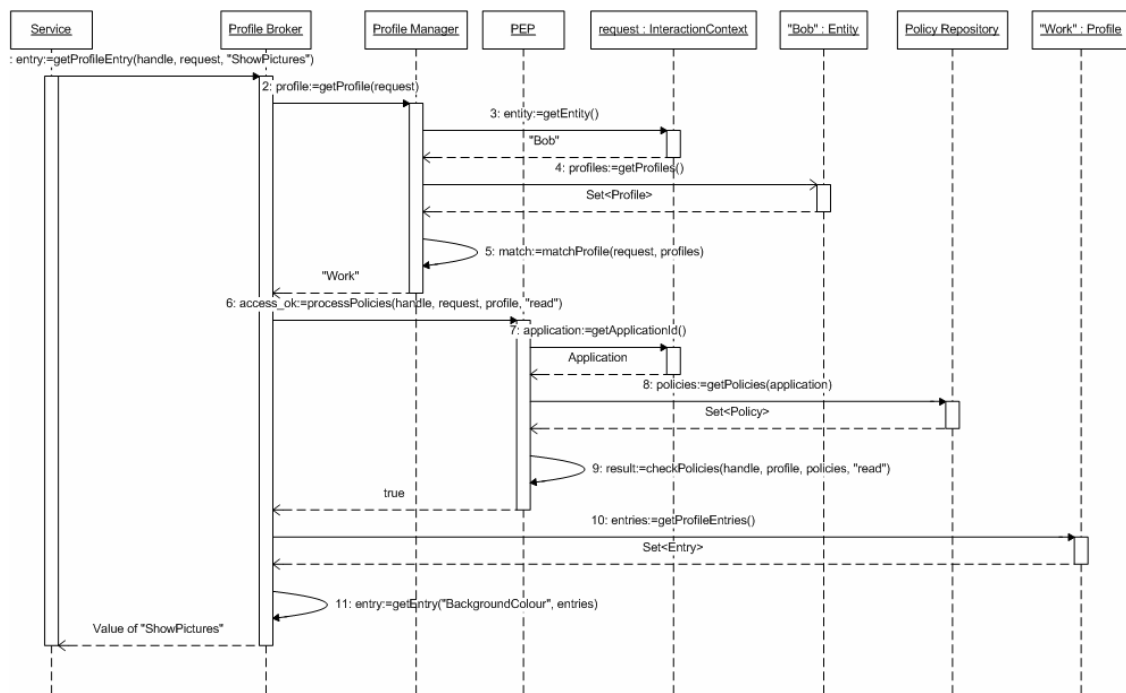 Service
Profile Broker
Profile Manager
PEP
request : InteractionContext
"Bob" : Entity
Policy Repository
"Work" : Profile
: entry:=getProfileEntry(handle, request, "ShowPictures")
2: profile:=getProfile(request)
3: entity:=getEntity()
"Bob"
4: profiles:=getProfiles()
Set<Profile>
5: match:=matchProfile(request, profiles)
"Work"
6: access_ok:=processPolicies(handle, request, profile, "read")
7: application:=getApplicationId()
Application
8: policies:=getPolicies(application)
Set<Policy>
9: result:=checkPolicies(handle, profile, policies, "read")
true
10: entries:=getProfileEntries()
Set<Entry>
11: entry:=getEntry("BackgroundColour", entries)
Value of "ShowPictures"